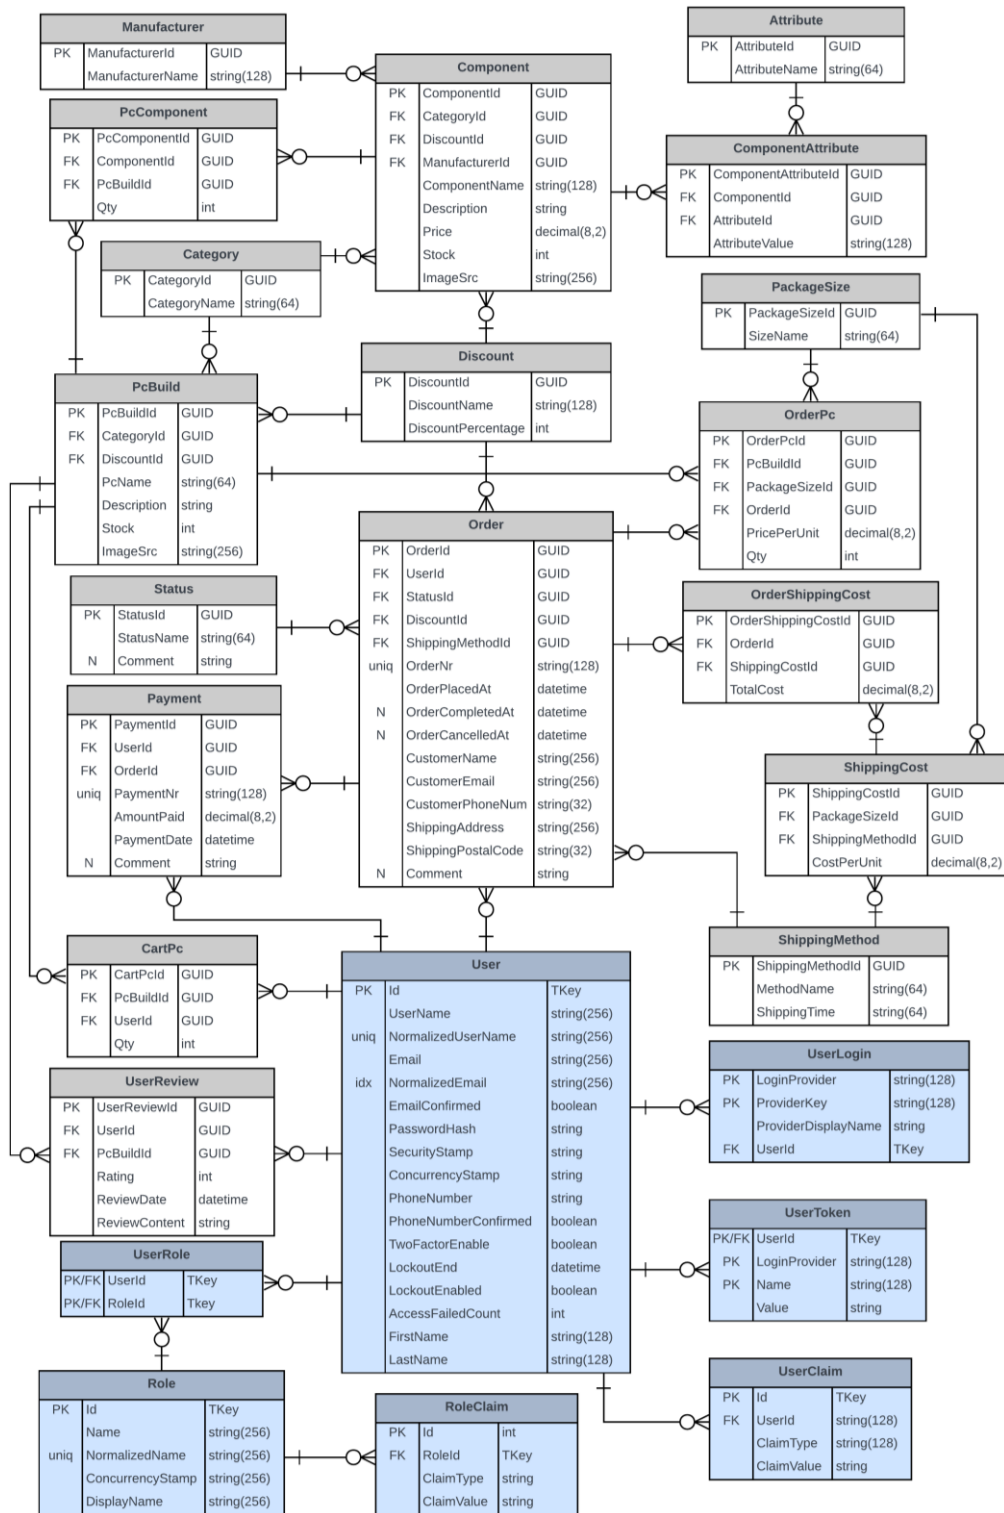 Manufacturer
PK ManufacturerId GUID
ManufacturerName string(128)
Attribute
PK AttributeId GUID
AttributeName string(64)
Component
PK ComponentId GUID
FK CategoryId GUID
FK DiscountId GUID
FK ManufacturerId GUID
ComponentName string(128)
Description string
Price decimal(8,2)
Stock int
ImageSrc string(256)
PcComponent
PK PcComponentId GUID
FK ComponentId GUID
FK PcBuildId GUID
Qty int
ComponentAttribute
PK ComponentAttributeId GUID
FK ComponentId GUID
FK AttributeId GUID
AttributeValue string(128)
Category
PK CategoryId GUID
CategoryName string(64)
PackageSize
PK PackageSizeId GUID
SizeName string(64)
Discount
PK DiscountId GUID
DiscountName string(128)
DiscountPercentage int
PcBuild
PK PcBuildId GUID
FK CategoryId GUID
FK DiscountId GUID
PcName string(64)
Description string
Stock int
ImageSrc string(256)
OrderPc
PK OrderPcId GUID
FK PcBuildId GUID
FK PackageSizeId GUID
FK OrderId GUID
PricePerUnit decimal(8,2)
Qty int
Order
PK OrderId GUID
FK UserId GUID
FK StatusId GUID
FK DiscountId GUID
FK ShippingMethodId GUID
uniq OrderNr string(128)
OrderPlacedAt datetime
N OrderCompletedAt datetime
N OrderCancelledAt datetime
CustomerName string(256)
CustomerEmail string(256)
CustomerPhoneNum string(32)
ShippingAddress string(256)
ShippingPostalCode string(32)
N Comment string
Status
PK StatusId GUID
StatusName string(64)
N Comment string
OrderShippingCost
PK OrderShippingCostId GUID
FK OrderId GUID
FK ShippingCostId GUID
TotalCost decimal(8,2)
Payment
PK PaymentId GUID
FK UserId GUID
FK OrderId GUID
uniq PaymentNr string(128)
AmountPaid decimal(8,2)
PaymentDate datetime
N Comment string
ShippingCost
PK ShippingCostId GUID
FK PackageSizeId GUID
FK ShippingMethodId GUID
CostPerUnit decimal(8,2)
CartPc
PK CartPcId GUID
FK PcBuildId GUID
FK UserId GUID
Qty int
ShippingMethod
PK ShippingMethodId GUID
MethodName string(64)
ShippingTime string(64)
User
PK Id TKey
UserName string(256)
uniq NormalizedUserName string(256)
Email string(256)
idx NormalizedEmail string(256)
EmailConfirmed boolean
PasswordHash string
SecurityStamp string
ConcurrencyStamp string
PhoneNumber string
PhoneNumberConfirmed boolean
TwoFactorEnable boolean
LockoutEnd datetime
LockoutEnabled boolean
AccessFailedCount int
FirstName string(128)
LastName string(128)
UserLogin
PK LoginProvider string(128)
PK ProviderKey string(128)
ProviderDisplayName string
FK UserId TKey
UserReview
PK UserReviewId GUID
FK UserId GUID
FK PcBuildId GUID
Rating int
ReviewDate datetime
ReviewContent string
UserToken
PK/FK UserId TKey
PK LoginProvider string(128)
PK Name string(128)
Value string
UserRole
PK/FK UserId TKey
PK/FK RoleId Tkey
UserClaim
PK Id TKey
FK UserId string(128)
ClaimType string(128)
ClaimValue string
Role
PK Id TKey
Name string(256)
uniq NormalizedName string(256)
ConcurrencyStamp string(256)
DisplayName string(256)
RoleClaim
PK Id int
FK RoleId TKey
ClaimType string
ClaimValue string